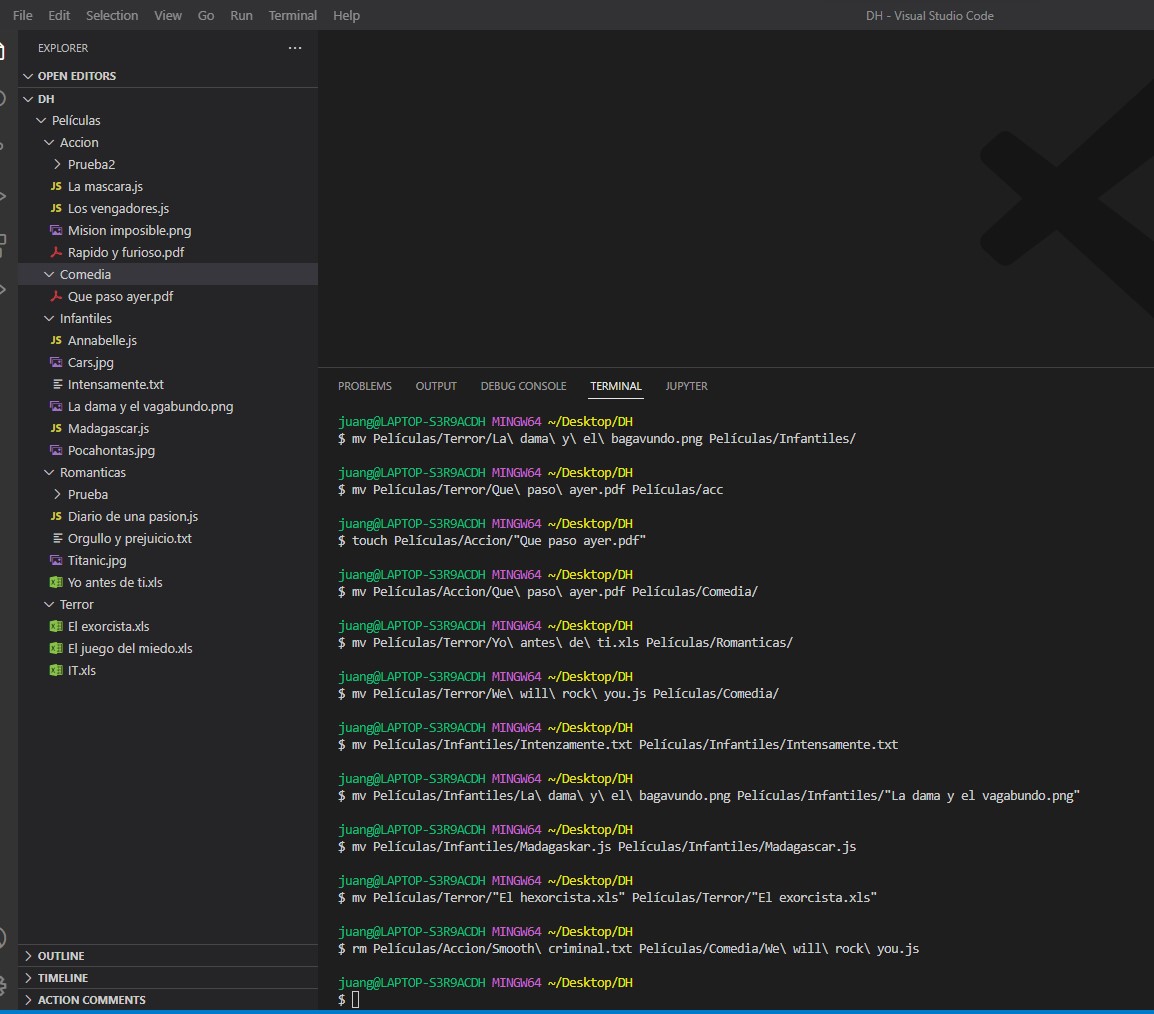 File Edit Selection View Go Run Terminal Help DH - Visual Studio Code
EXPLORER ···
OPEN EDITORS
DH
Películas
Accion
Prueba2
JS La mascara.js
JS Los vengadores.js
Mision imposible.png
Rapido y furioso.pdf
Comedia
Que paso ayer.pdf
Infantiles
JS Annabelle.js
Cars.jpg
Intensamente.txt
La dama y el vagabundo.png
JS Madagascar.js
Pocahontas.jpg
Romanticas
Prueba
JS Diario de una pasion.js
Orgullo y prejuicio.txt
Titanic.jpg
Yo antes de ti.xls
Terror
El exorcista.xls
El juego del miedo.xls
IT.xls
OUTLINE
TIMELINE
ACTION COMMENTS
PROBLEMS OUTPUT DEBUG CONSOLE TERMINAL JUPYTER
juang@LAPTOP-S3R9ACDH MINGW64 ~/Desktop/DH
$ mv Películas/Terror/La\ dama\ y\ el\ bagavundo.png Películas/Infantiles/
juang@LAPTOP-S3R9ACDH MINGW64 ~/Desktop/DH
$ mv Películas/Terror/Que\ paso\ ayer.pdf Películas/acc
juang@LAPTOP-S3R9ACDH MINGW64 ~/Desktop/DH
$ touch Películas/Accion/"Que paso ayer.pdf"
juang@LAPTOP-S3R9ACDH MINGW64 ~/Desktop/DH
$ mv Películas/Accion/Que\ paso\ ayer.pdf Películas/Comedia/
juang@LAPTOP-S3R9ACDH MINGW64 ~/Desktop/DH
$ mv Películas/Terror/Yo\ antes\ de\ ti.xls Películas/Romanticas/
juang@LAPTOP-S3R9ACDH MINGW64 ~/Desktop/DH
$ mv Películas/Terror/We\ will\ rock\ you.js Películas/Comedia/
juang@LAPTOP-S3R9ACDH MINGW64 ~/Desktop/DH
$ mv Películas/Infantiles/Intenzamente.txt Películas/Infantiles/Intensamente.txt
juang@LAPTOP-S3R9ACDH MINGW64 ~/Desktop/DH
$ mv Películas/Infantiles/La\ dama\ y\ el\ bagavundo.png Películas/Infantiles/"La dama y el vagabundo.png"
juang@LAPTOP-S3R9ACDH MINGW64 ~/Desktop/DH
$ mv Películas/Infantiles/Madagaskar.js Películas/Infantiles/Madagascar.js
juang@LAPTOP-S3R9ACDH MINGW64 ~/Desktop/DH
$ mv Películas/Terror/"El hexorcista.xls" Películas/Terror/"El exorcista.xls"
juang@LAPTOP-S3R9ACDH MINGW64 ~/Desktop/DH
$ rm Películas/Accion/Smooth\ criminal.txt Películas/Comedia/We\ will\ rock\ you.js
juang@LAPTOP-S3R9ACDH MINGW64 ~/Desktop/DH
$